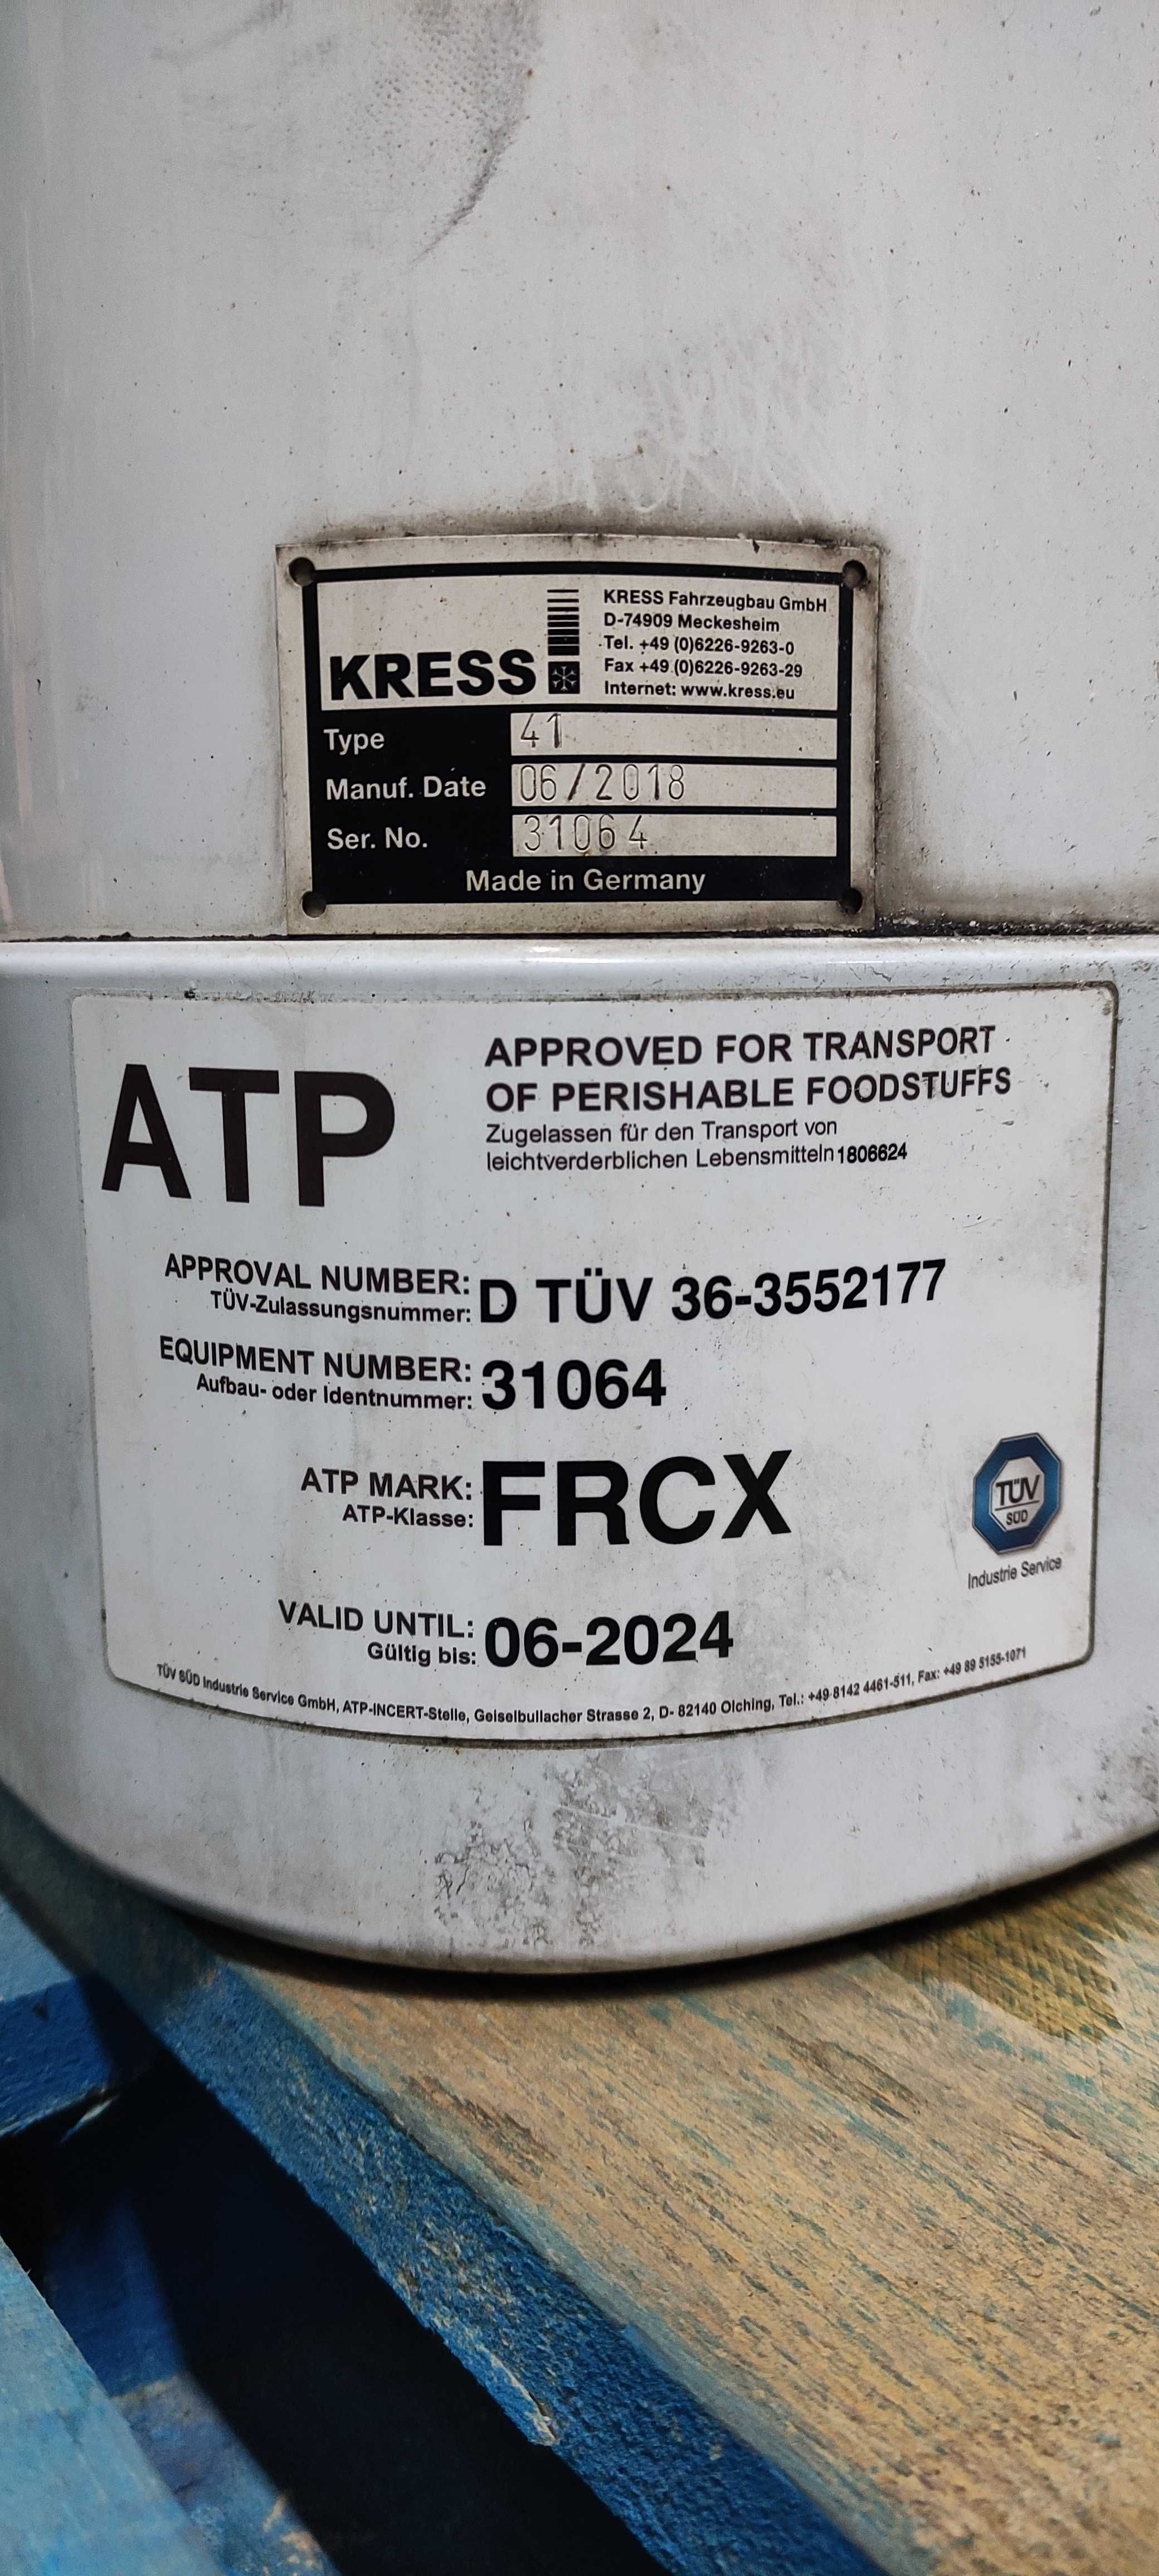 KRESS
KRESS Fahrzeugbau GmbH
D-74909 Meckesheim
Tel. +49 (0)6226-9263-0
Fax +49 (0)6226-9263-29
Internet: www.kress.eu
Type 41
Manuf. Date 06/2018
Ser. No. 31064
Made in Germany
ATP
APPROVED FOR TRANSPORT
OF PERISHABLE FOODSTUFFS
Zugelassen für den Transport von
leichtverderblichen Lebensmitteln 1806624
APPROVAL NUMBER: D TÜV 36-3552177
TÜV-Zulassungsnummer:
EQUIPMENT NUMBER: 31064
Aufbau- oder Identnummer:
ATP MARK: FRCX
ATP-Klasse:
TÜV
SÜD
Industrie Service
VALID UNTIL: 06-2024
Gültig bis:
TÜV SÜD Industrie Service GmbH, ATP-INCERT-Stelle, Geiselbullacher Strasse 2, D- 82140 Olching, Tel.: +49 8142 4461-511, Fax: +49 89 5155-1071